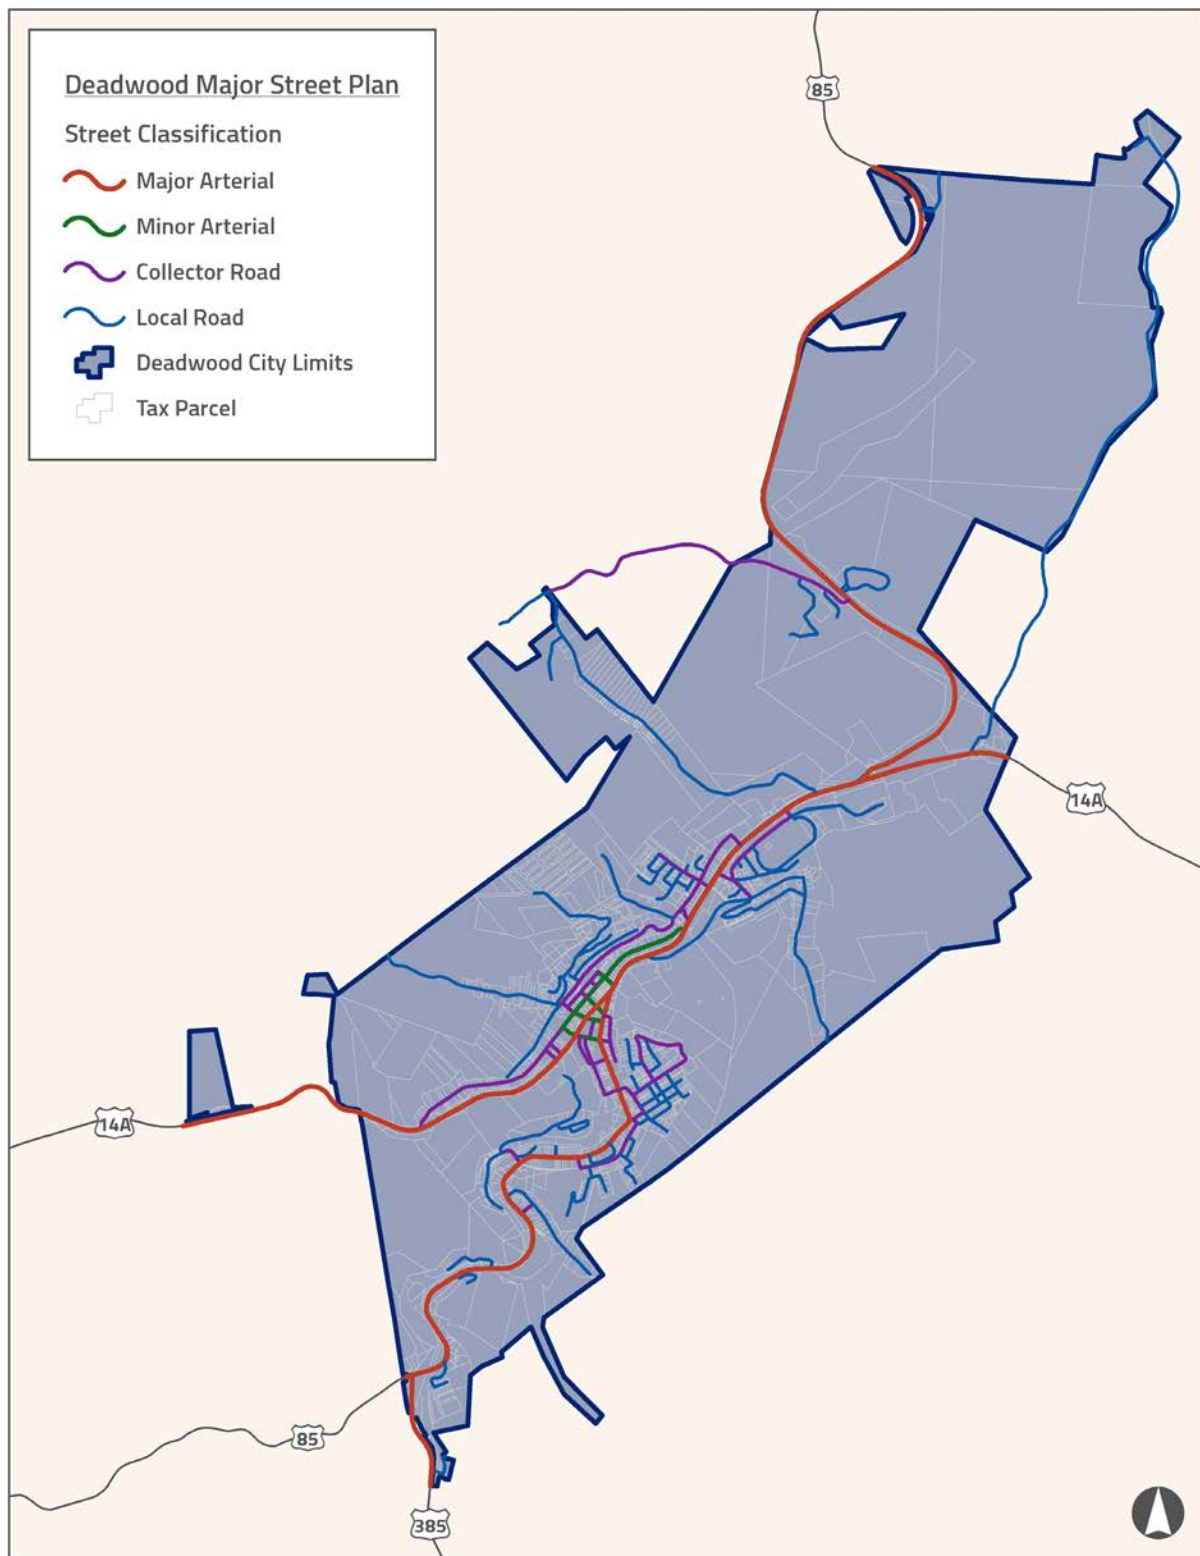 Deadwood Major Street Plan
Street Classification
Major Arterial
Minor Arterial
Collector Road
Local Road
Deadwood City Limits
Tax Parcel
85
14A
14A
85
385